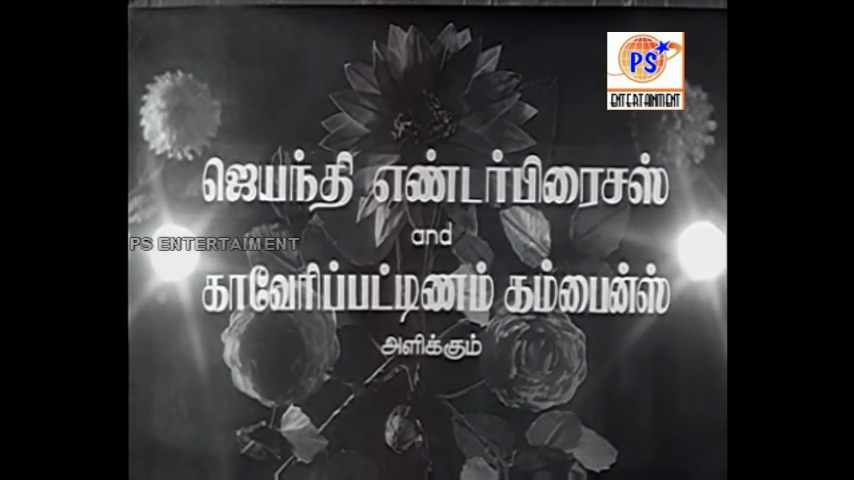 PS
ENTERTAINMENT
ஜெயந்தி எண்டர்பிரைசஸ்
and
PS ENTERTAIMENT
காவேரிப்பட்டிணம் கம்பைன்ஸ்
அளிக்கும்